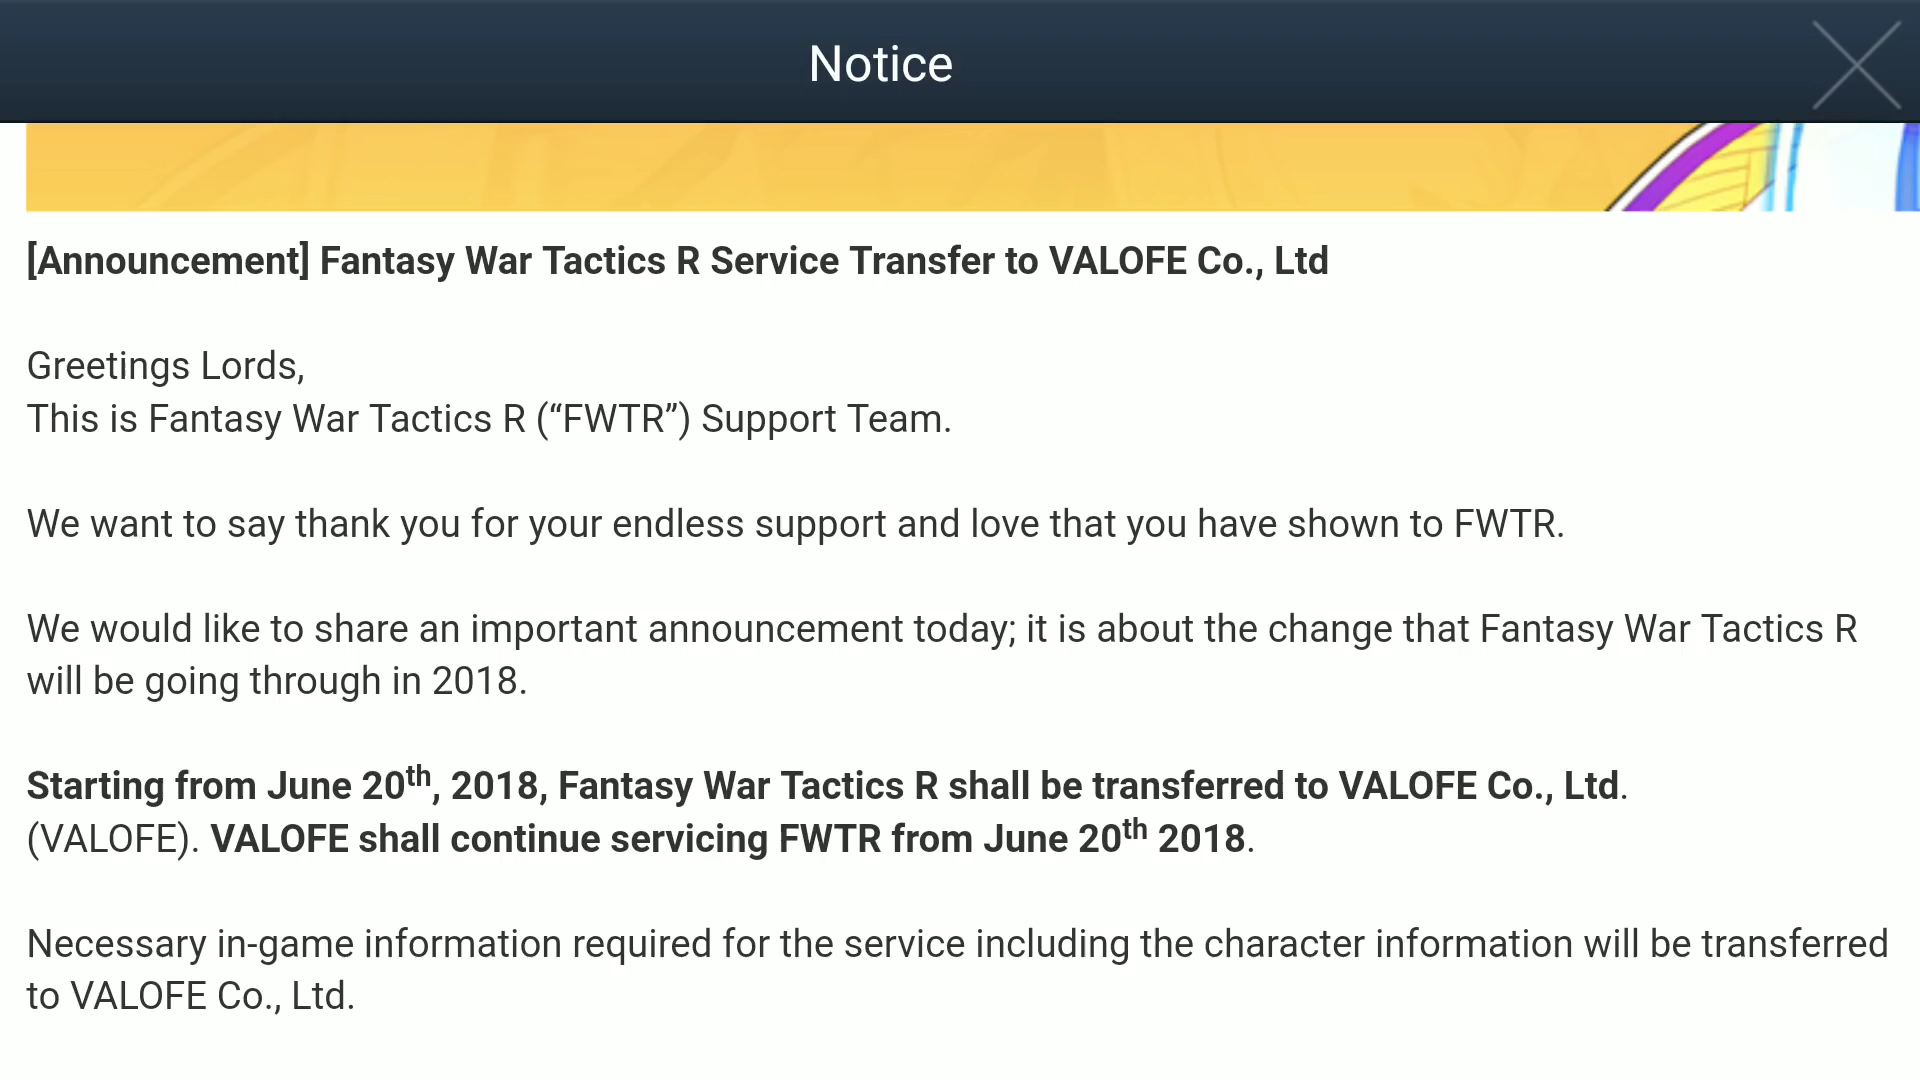 Notice
[Announcement] Fantasy War Tactics R Service Transfer to VALOFE Co., Ltd
Greetings Lords,
This is Fantasy War Tactics R (“FWTR”) Support Team.
We want to say thank you for your endless support and love that you have shown to FWTR.
We would like to share an important announcement today; it is about the change that Fantasy War Tactics R
will be going through in 2018.
Starting from June 20th, 2018, Fantasy War Tactics R shall be transferred to VALOFE Co., Ltd.
(VALOFE). VALOFE shall continue servicing FWTR from June 20th 2018.
Necessary in-game information required for the service including the character information will be transferred
to VALOFE Co., Ltd.